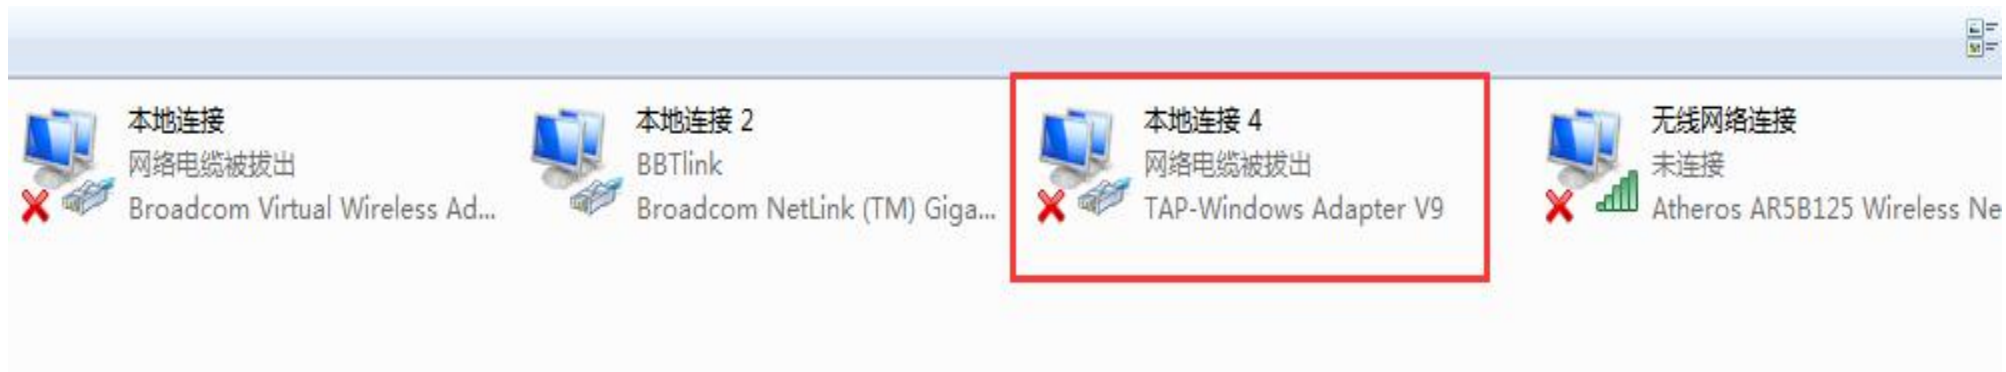 本地连接
网络电缆被拔出
Broadcom Virtual Wireless Ad...
本地连接 2
BBTlink
Broadcom NetLink (TM) Giga...
本地连接 4
网络电缆被拔出
TAP-Windows Adapter V9
无线网络连接
未连接
Atheros AR5B125 Wireless Ne